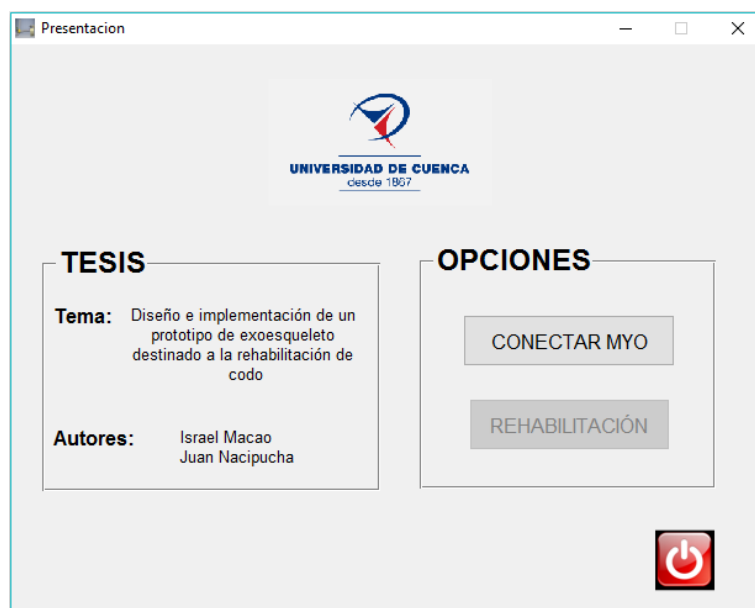 Presentacion
UNIVERSIDAD DE CUENCA
desde 1867
TESIS
Tema: Diseño e implementación de un
prototipo de exoesqueleto
destinado a la rehabilitación de
codo
Autores: Israel Macao
Juan Nacipucha
OPCIONES
CONECTAR MYO
REHABILITACIÓN